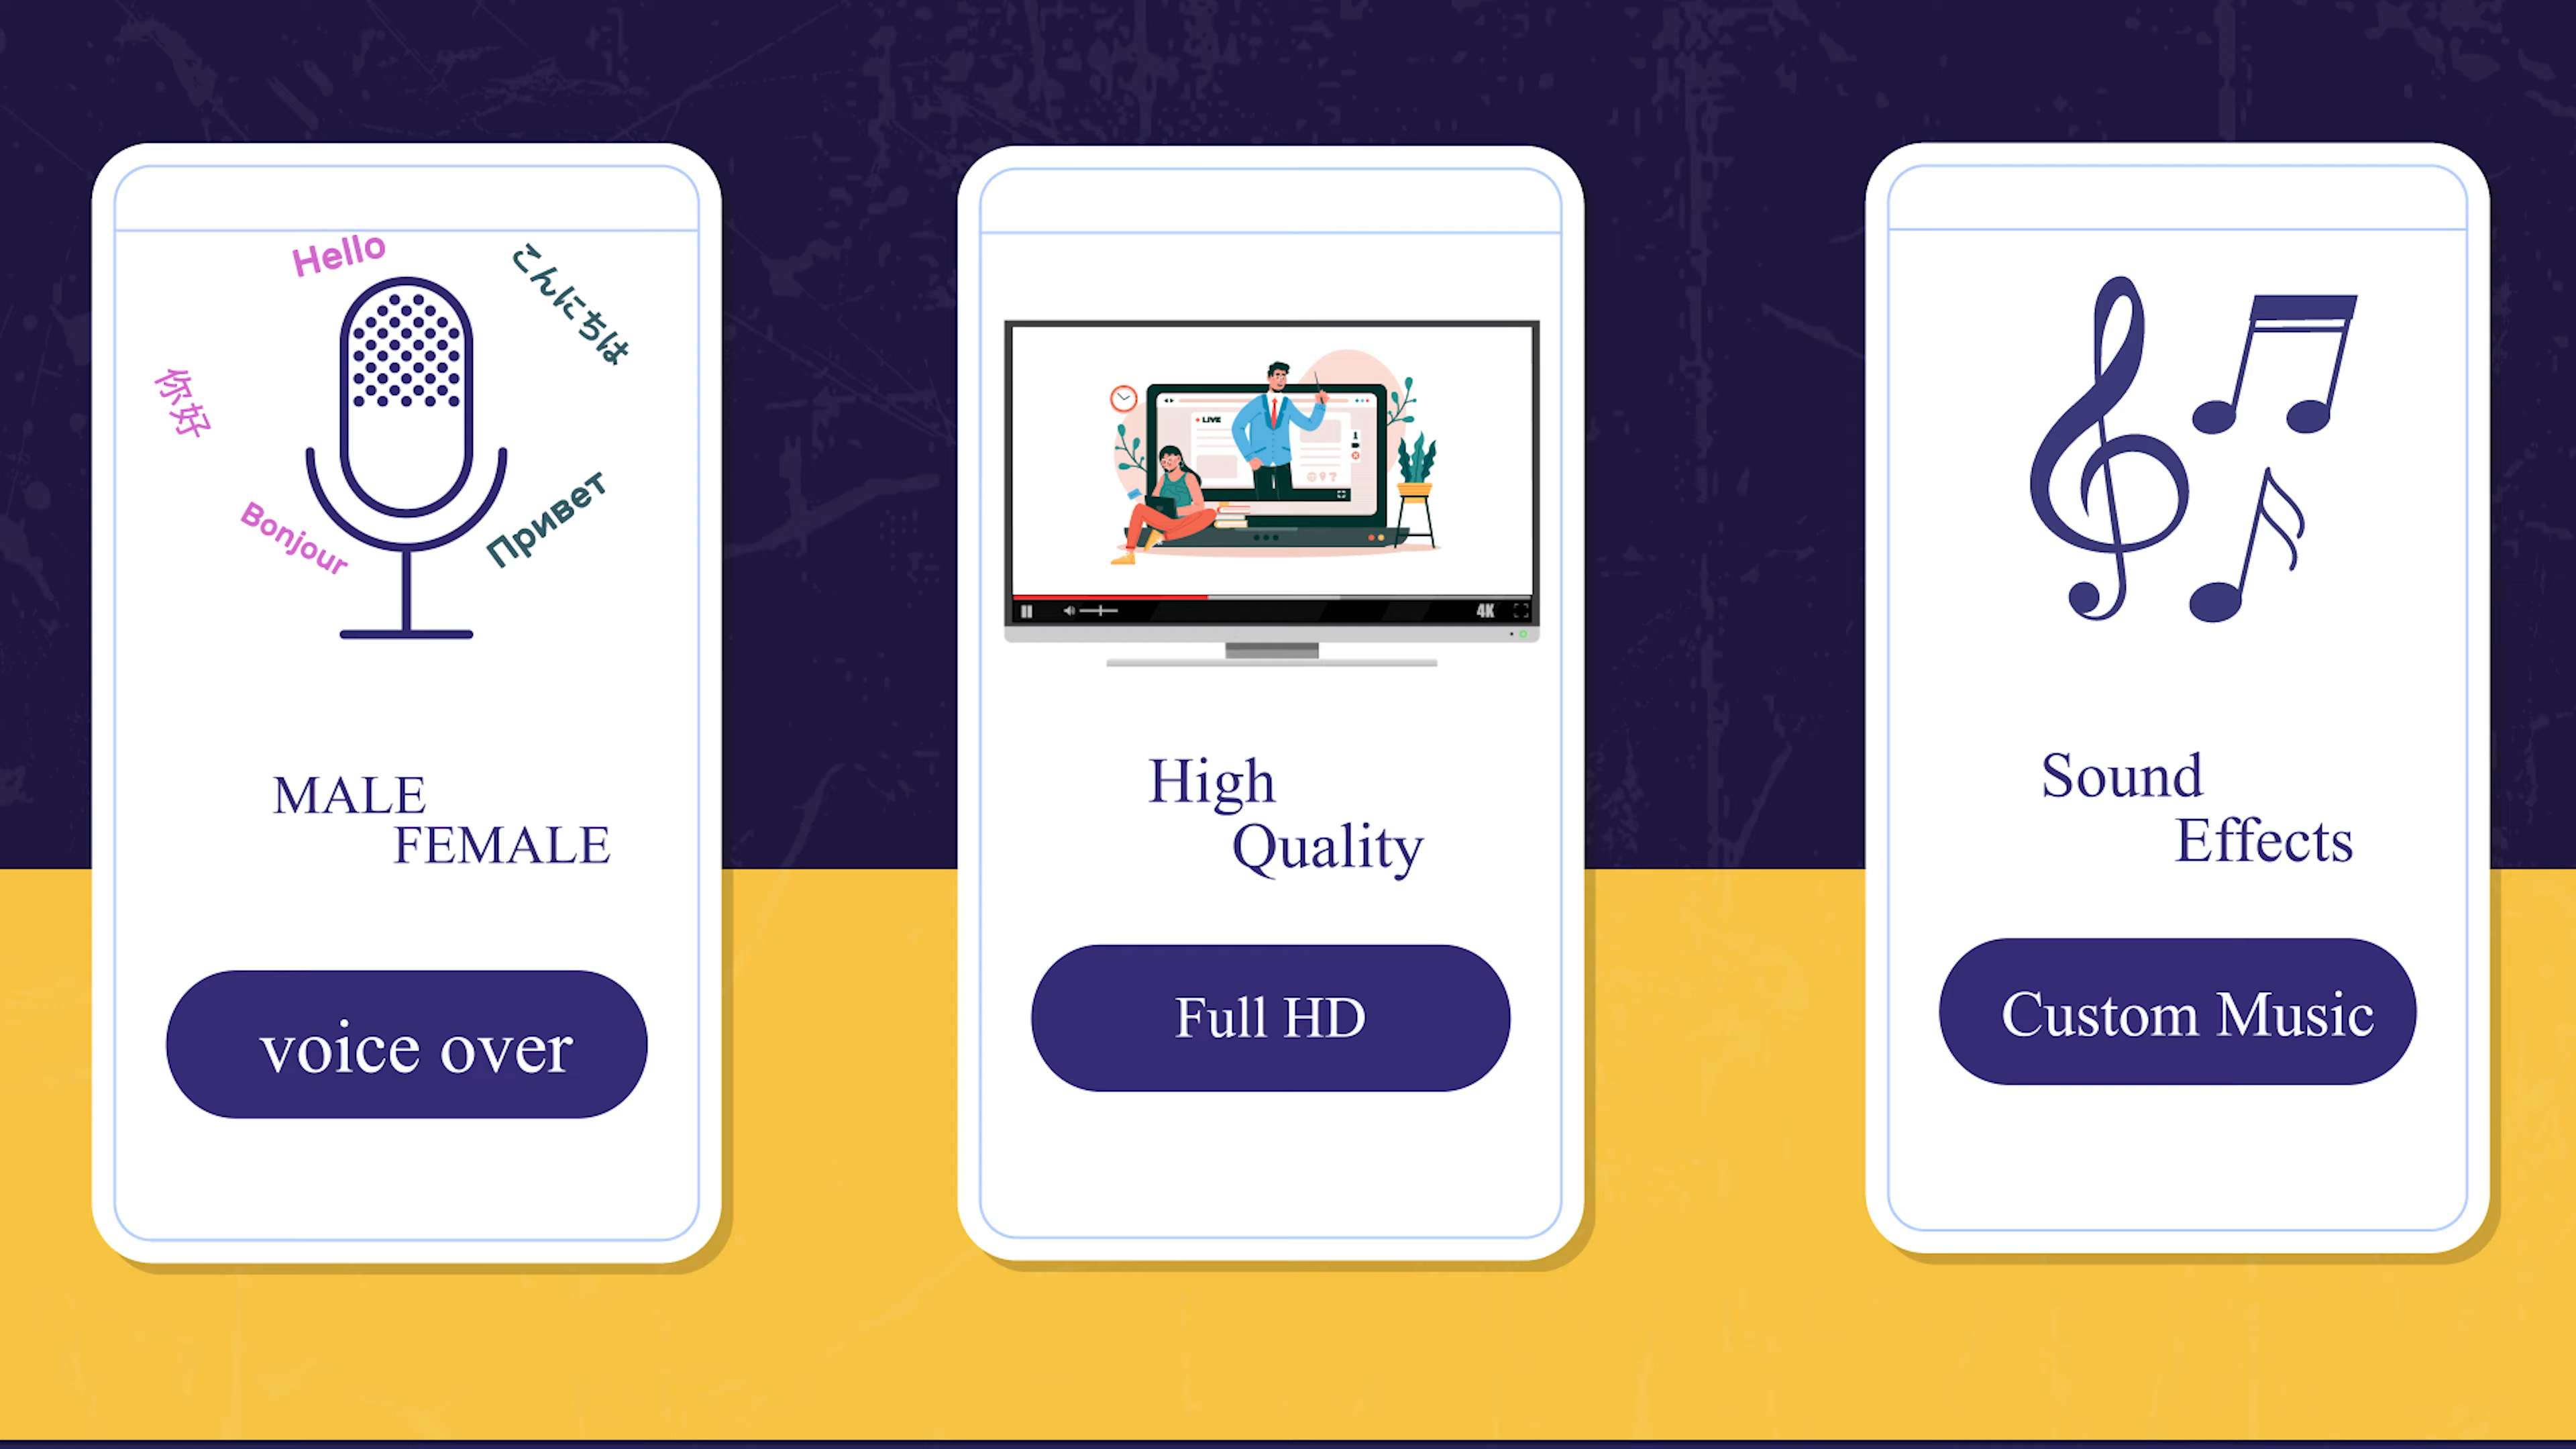 Hello
こんにちは
你好
Bonjour
Привет
MALE
FEMALE
voice over
LIVE
4K
High
Quality
Full HD
Sound
Effects
Custom Music